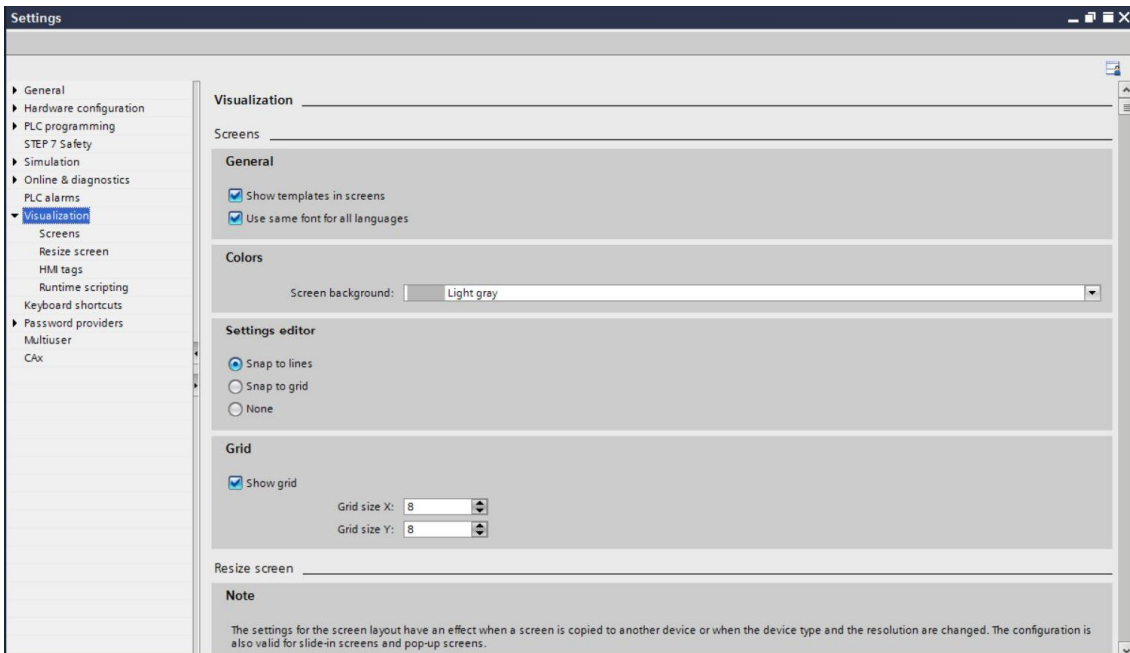 Settings
General
Hardware configuration
PLC programming
STEP 7 Safety
Simulation
Online & diagnostics
PLC alarms
Visualization
Screens
Resize screen
HMI tags
Runtime scripting
Keyboard shortcuts
Password providers
Multiuser
CAx
Visualization
Screens
General
Show templates in screens
Use same font for all languages
Colors
Screen background: Light gray
Settings editor
Snap to lines
Snap to grid
None
Grid
Show grid
Grid size X: 8
Grid size Y: 8
Resize screen
Note
The settings for the screen layout have an effect when a screen is copied to another device or when the device type and the resolution are changed. The configuration is
also valid for slide-in screens and pop-up screens.